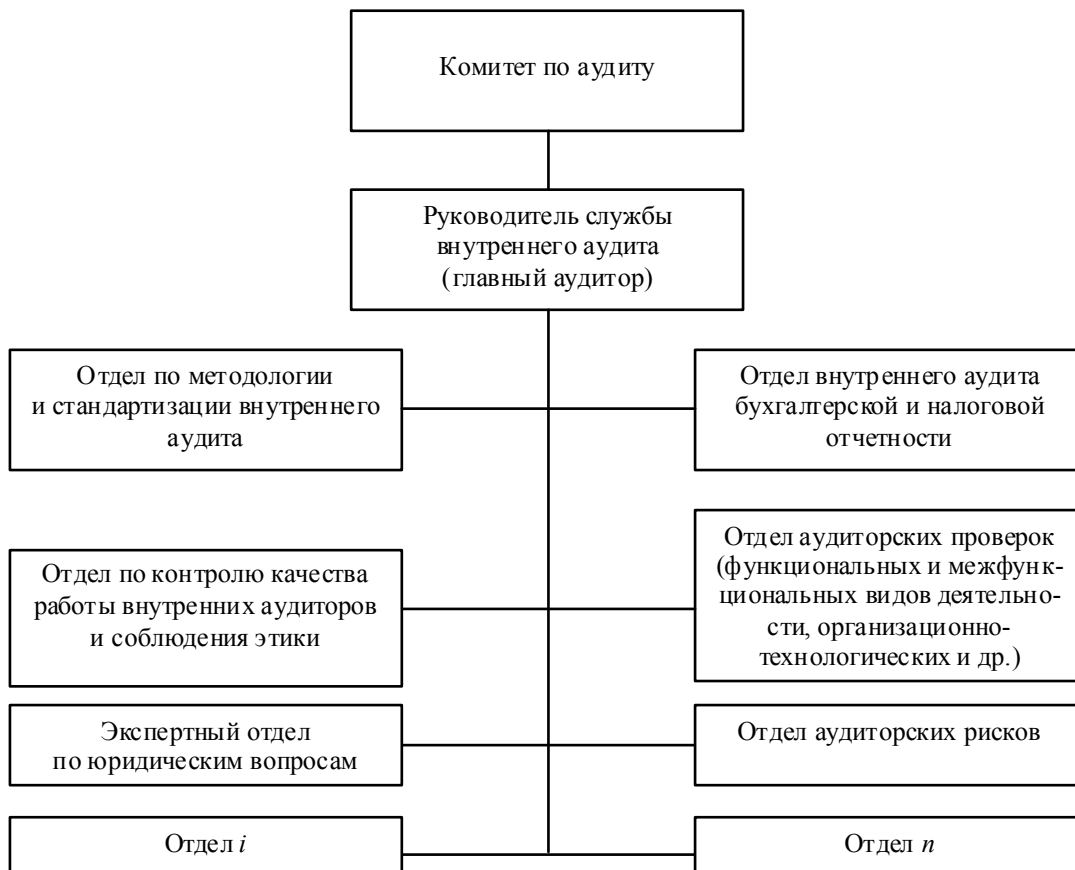 Комитет по аудиту
Руководитель службы
внутреннего аудита
(главный аудитор)
Отдел по методологии
и стандартизации внутреннего
аудита
Отдел внутреннего аудита
бухгалтерской и налоговой
отчетности
Отдел по контролю качества
работы внутренних аудиторов
и соблюдения этики
Отдел аудиторских проверок
(функциональных и межфунк-
циональных видов деятельно-
сти, организационно-
технологических и др.)
Экспертный отдел
по юридическим вопросам
Отдел аудиторских рисков
Отдел i
Отдел n